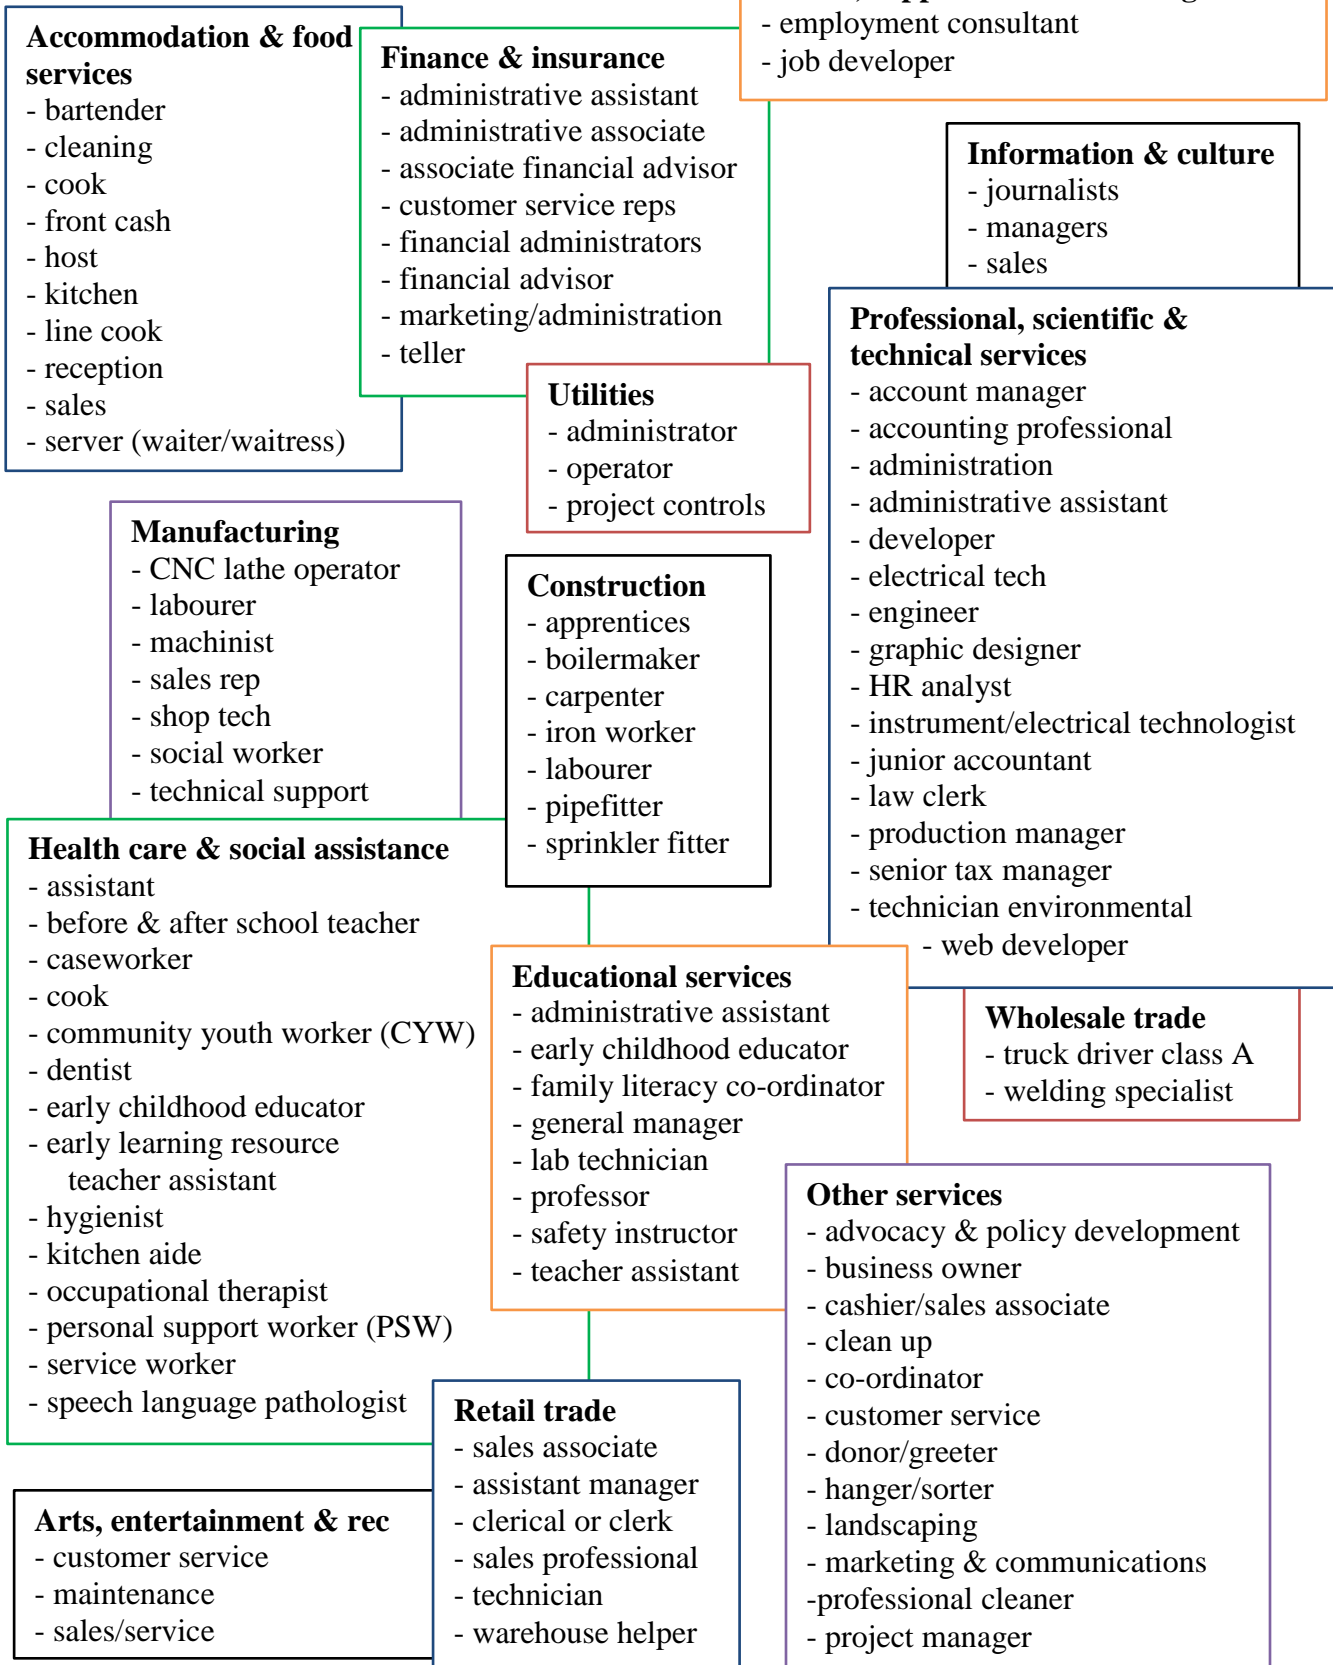 - employment consultant
- job developer
Accommodation & food
services
- bartender
- cleaning
- cook
- front cash
- host
- kitchen
- line cook
- reception
- sales
- server (waiter/waitress)
Finance & insurance
- administrative assistant
- administrative associate
- associate financial advisor
- customer service reps
- financial administrators
- financial advisor
- marketing/administration
- teller
Information & culture
- journalists
- managers
- sales
Utilities
- administrator
- operator
- project controls
Professional, scientific &
technical services
- account manager
- accounting professional
- administration
- administrative assistant
- developer
- electrical tech
- engineer
- graphic designer
- HR analyst
- instrument/electrical technologist
- junior accountant
- law clerk
- production manager
- senior tax manager
- technician environmental
- web developer
Manufacturing
- CNC lathe operator
- labourer
- machinist
- sales rep
- shop tech
- social worker
- technical support
Construction
- apprentices
- boilermaker
- carpenter
- iron worker
- labourer
- pipefitter
- sprinkler fitter
Health care & social assistance
- assistant
- before & after school teacher
- caseworker
- cook
- community youth worker (CYW)
- dentist
- early childhood educator
- early learning resource
teacher assistant
- hygienist
- kitchen aide
- occupational therapist
- personal support worker (PSW)
- service worker
- speech language pathologist
Educational services
- administrative assistant
- early childhood educator
- family literacy co-ordinator
- general manager
- lab technician
- professor
- safety instructor
- teacher assistant
Wholesale trade
- truck driver class A
- welding specialist
Other services
- advocacy & policy development
- business owner
- cashier/sales associate
- clean up
- co-ordinator
- customer service
- donor/greeter
- hanger/sorter
- landscaping
- marketing & communications
-professional cleaner
- project manager
Retail trade
- sales associate
- assistant manager
- clerical or clerk
- sales professional
- technician
- warehouse helper
Arts, entertainment & rec
- customer service
- maintenance
- sales/service